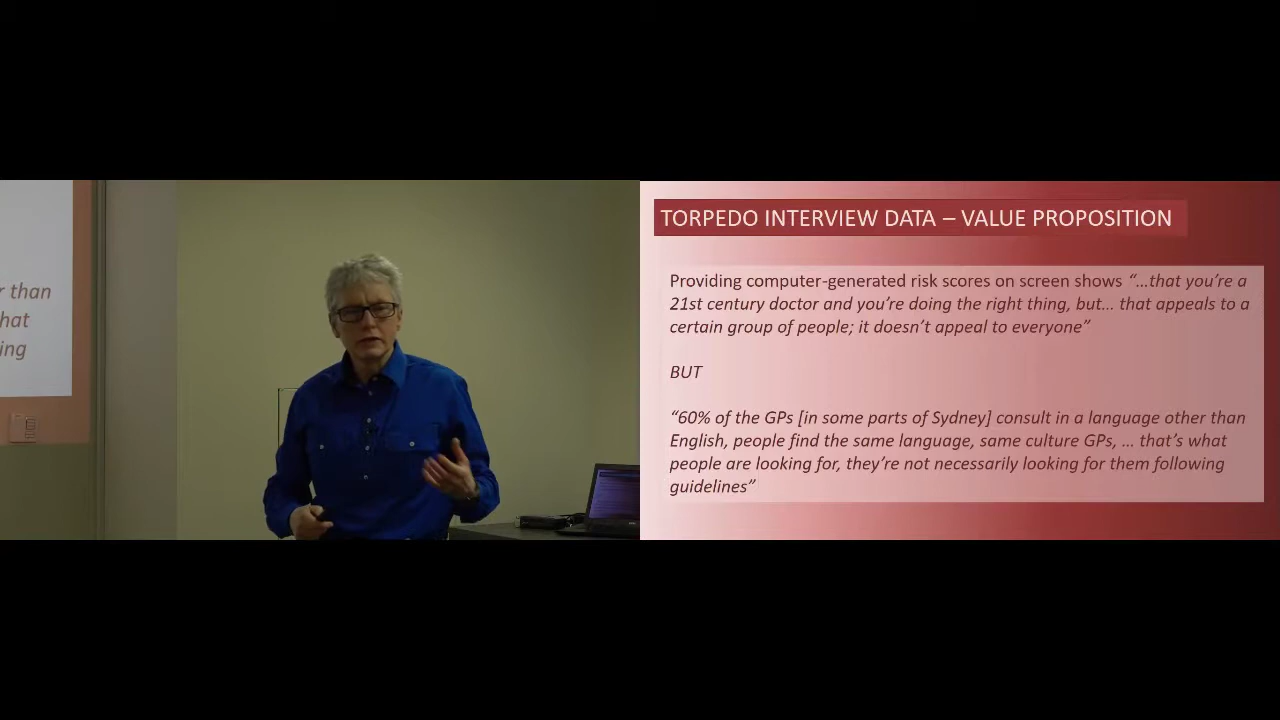 r than
hat
ing
TORPEDO INTERVIEW DATA – VALUE PROPOSITION
Providing computer-generated risk scores on screen shows “…that you’re a
21st century doctor and you’re doing the right thing, but… that appeals to a
certain group of people; it doesn’t appeal to everyone”
BUT
“60% of the GPs [in some parts of Sydney] consult in a language other than
English, people find the same language, same culture GPs, … that’s what
people are looking for, they’re not necessarily looking for them following
guidelines”